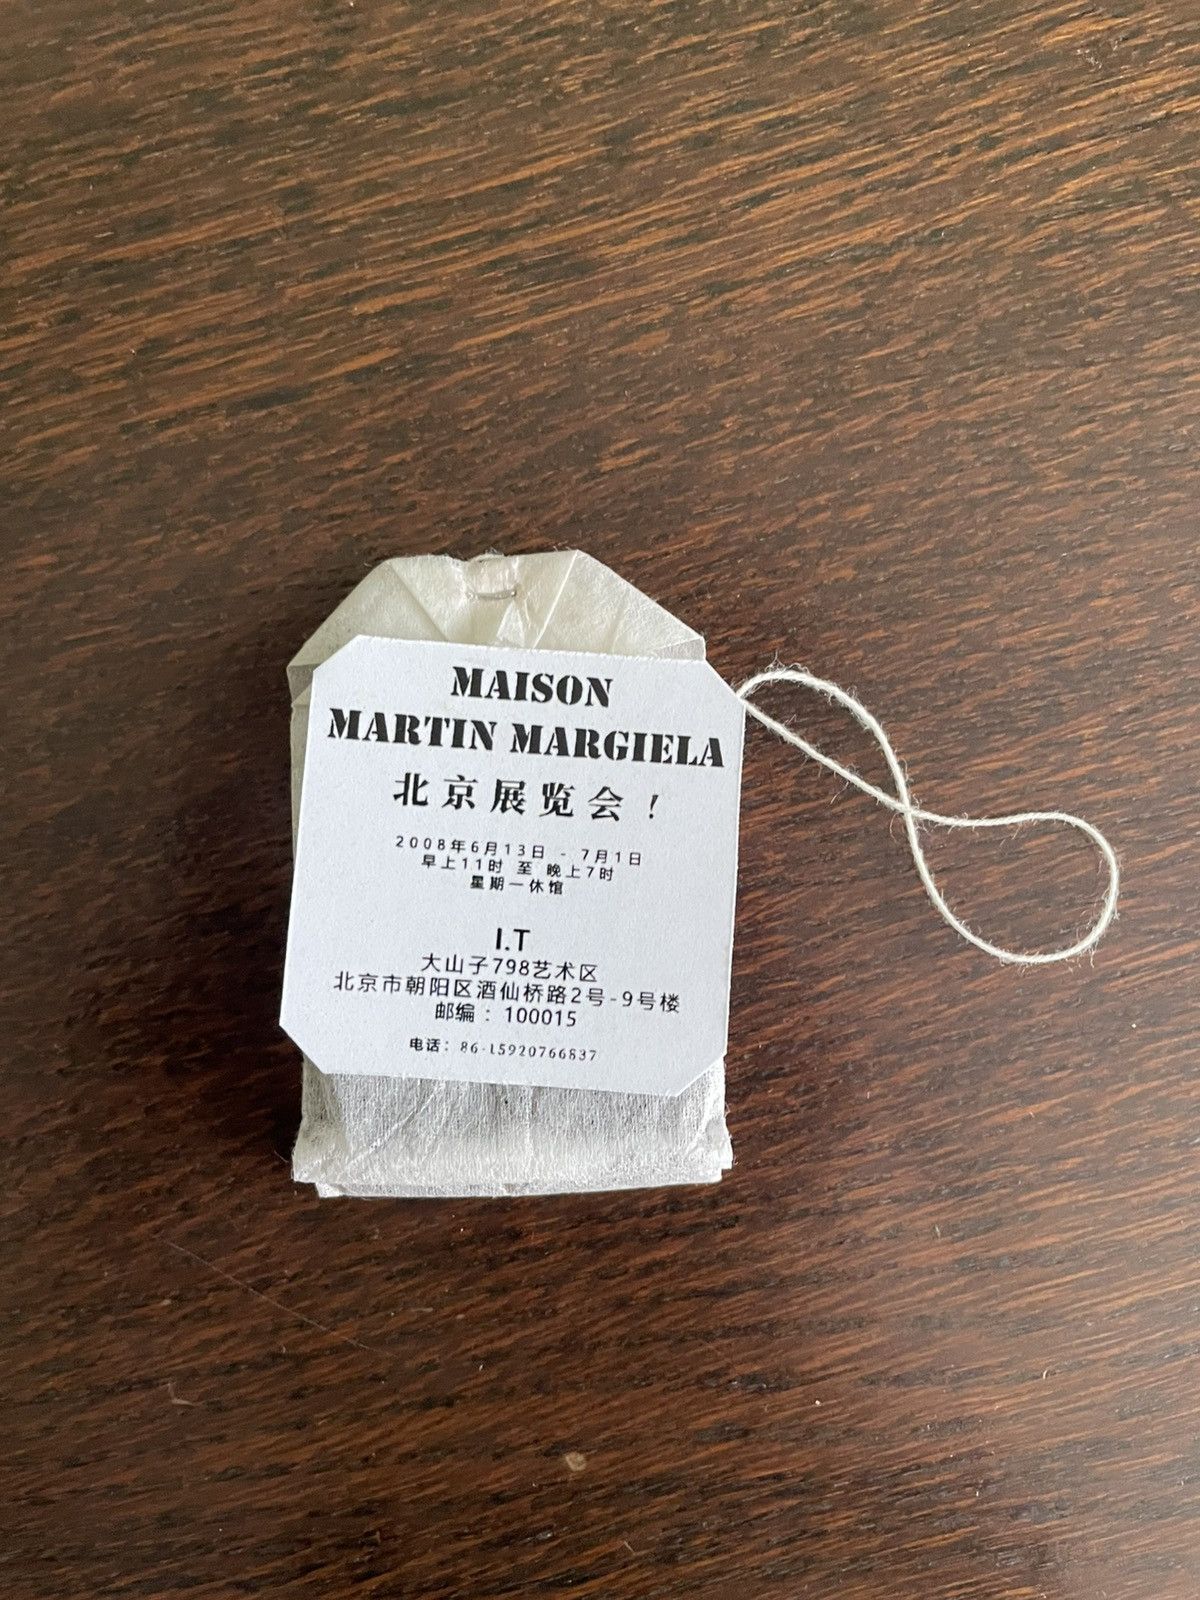 MAISON
MARTIN MARGIELA
北京展览会！
2008年6月13日 - 7月1日
早上11时 至 晚上7时
星期一休馆
I.T
大山子798艺术区
北京市朝阳区酒仙桥路2号-9号楼
邮编：100015
电话：86-15920766837